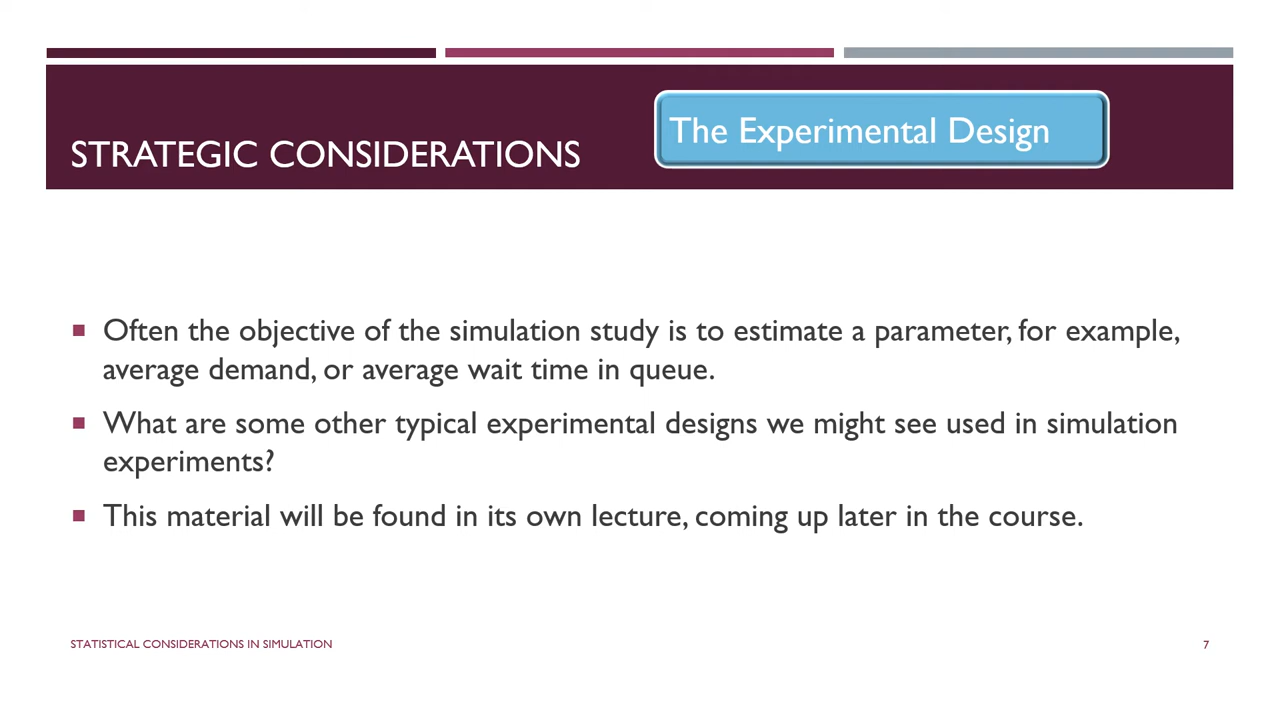 STRATEGIC CONSIDERATIONS
The Experimental Design
Often the objective of the simulation study is to estimate a parameter, for example,
average demand, or average wait time in queue.
What are some other typical experimental designs we might see used in simulation
experiments?
This material will be found in its own lecture, coming up later in the course.
STATISTICAL CONSIDERATIONS IN SIMULATION
7